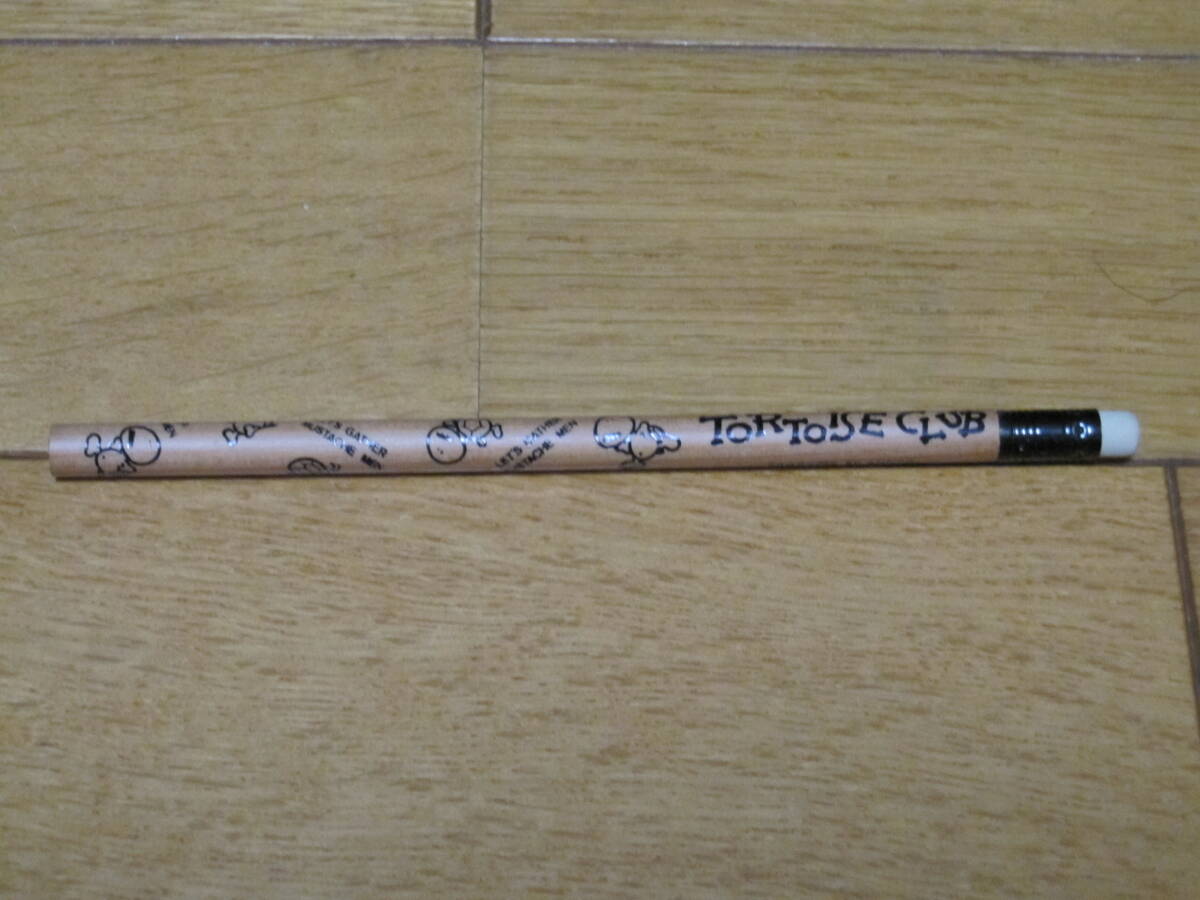 LET'S GATHER
MUSTACHE MEN
LET'S GATHER
MUSTACHE MEN
TORTOISE CLUB